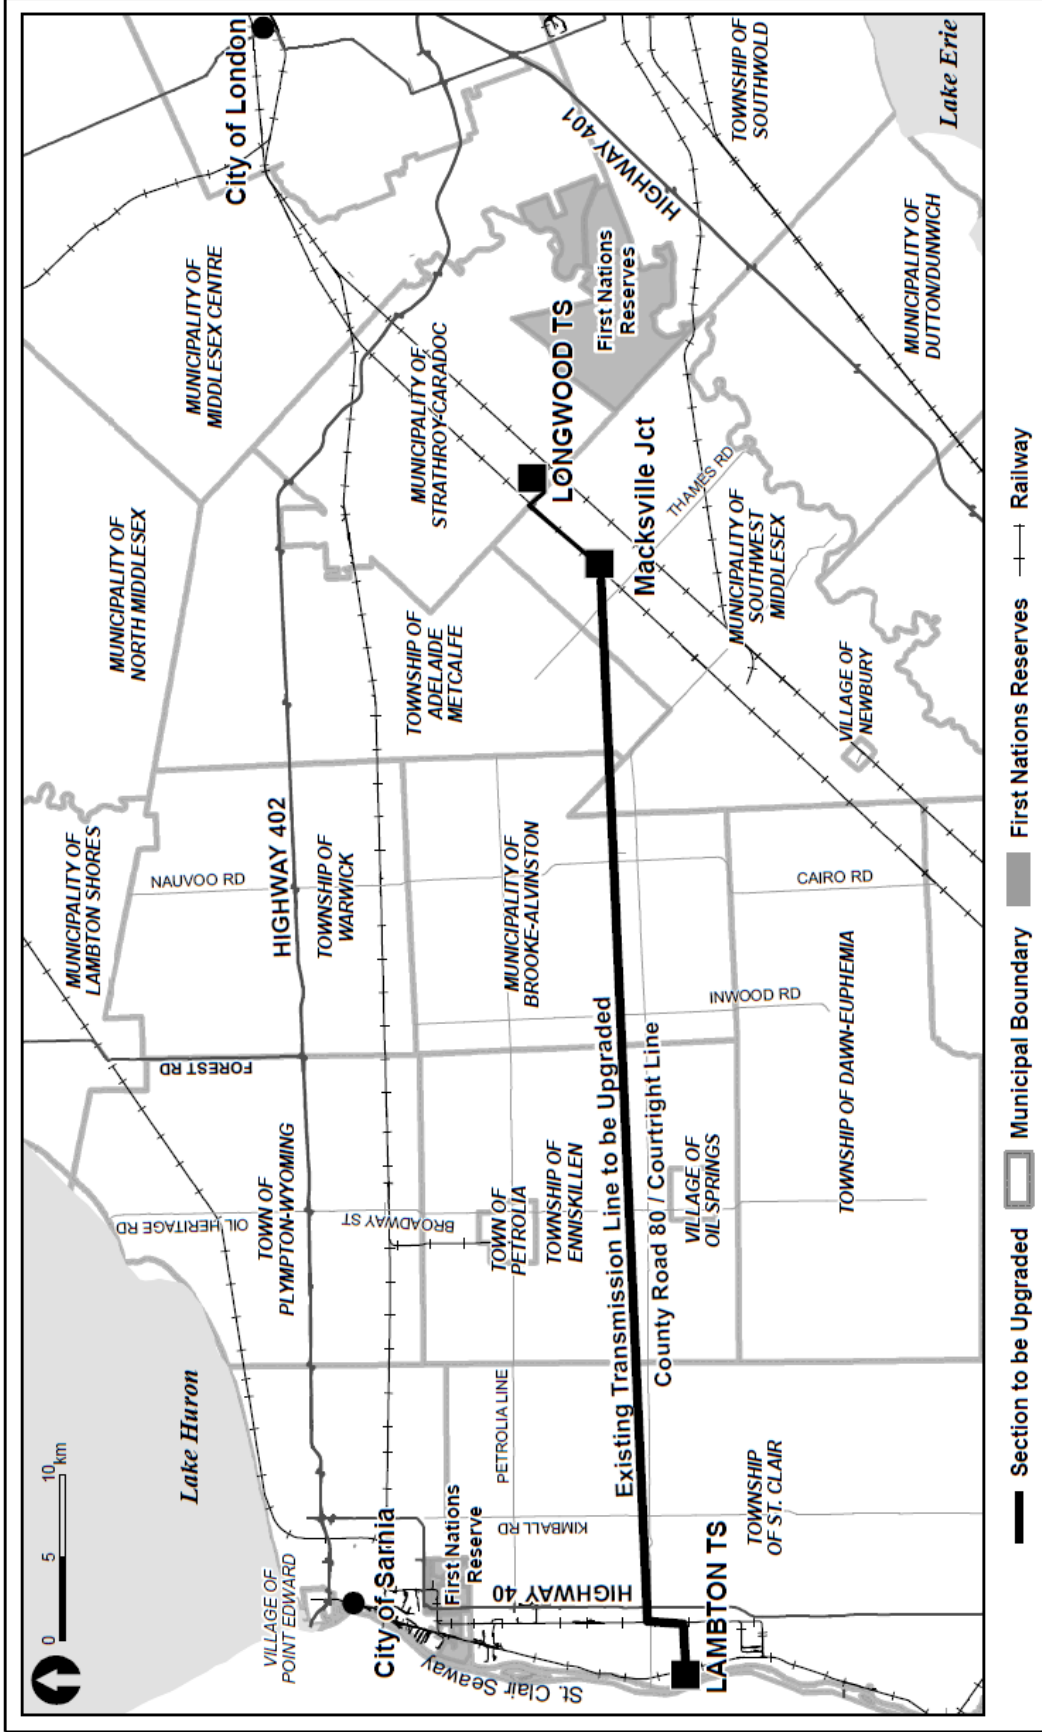 0 5 10
km
Lake Huron
VILLAGE OF
POINT EDWARD
City of Sarnia
St. Clair Seaway
First Nations
Reserve
HIGHWAY 40
LAMBTON TS
KIMBALL RD
PETROLIA LINE
TOWNSHIP
OF ST. CLAIR
Existing Transmission Line to be Upgraded
County Road 80 / Courtright Line
TOWN OF
PLYMPTON-WYOMING
OIL HERITAGE RD
BROADWAY ST
TOWN OF
PETROLIA
TOWNSHIP OF
ENNISKILLEN
VILLAGE OF
OIL SPRINGS
TOWNSHIP OF DAWN-EUPHEMIA
FOREST RD
INWOOD RD
MUNICIPALITY OF
LAMBTON SHORES
NAUVOO RD
HIGHWAY 402
TOWNSHIP OF
WARWICK
MUNICIPALITY OF
BROOKE-ALVINSTON
CAIRO RD
MUNICIPALITY OF
NORTH MIDDLESEX
TOWNSHIP OF
ADELAIDE
METCALFE
VILLAGE OF
NEWBURY
MUNICIPALITY OF
SOUTHWEST
MIDDLESEX
Macksville Jct
THAMES RD
LONGWOOD TS
MUNICIPALITY OF
STRATHROY-CARADOC
MUNICIPALITY OF
MIDDLESEX CENTRE
First Nations
Reserves
City of London
HIGHWAY 401
MUNICIPALITY OF
DUTTON/DUNWICH
TOWNSHIP OF
SOUTHWOLD
Lake Erie
Section to be Upgraded
Municipal Boundary
First Nations Reserves
Railway